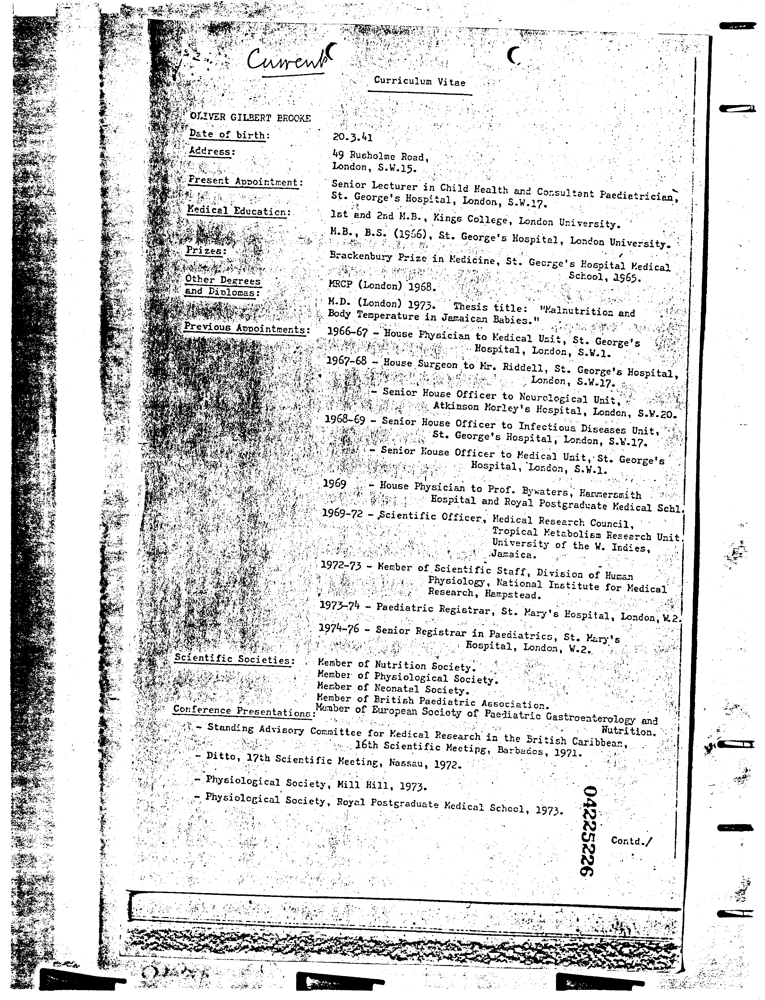 Current
Curriculum Vitae
OLIVER GILBERT BROOKE
Date of birth: 20.3.41
Address: 49 Rusholme Road,
London, S.W.15.
Present Appointment: Senior Lecturer in Child Health and Consultant Paediatrician,
St. George's Hospital, London, S.W.17.
Medical Education: 1st and 2nd M.B., Kings College, London University.
M.B., B.S. (1966), St. George's Hospital, London University.
Prizes: Brackenbury Prize in Medicine, St. George's Hospital Medical
School, 1965.
Other Degrees
and Diplomas: MRCP (London) 1968.
M.D. (London) 1973. Thesis title: "Malnutrition and
Body Temperature in Jamaican Babies."
Previous Appointments: 1966-67 - House Physician to Medical Unit, St. George's
Hospital, London, S.W.1.
1967-68 - House Surgeon to Mr. Riddell, St. George's Hospital,
London, S.W.17.
- Senior House Officer to Neurological Unit,
Atkinson Morley's Hospital, London, S.W.20.
1968-69 - Senior House Officer to Infectious Diseases Unit,
St. George's Hospital, London, S.W.17.
- Senior House Officer to Medical Unit, St. George's
Hospital, London, S.W.1.
1969 - House Physician to Prof. Bywaters, Hammersmith
Hospital and Royal Postgraduate Medical Schl.
1969-72 - Scientific Officer, Medical Research Council,
Tropical Metabolism Research Unit
University of the W. Indies,
Jamaica.
1972-73 - Member of Scientific Staff, Division of Human
Physiology, National Institute for Medical
Research, Hampstead.
1973-74 - Paediatric Registrar, St. Mary's Hospital, London, W.2.
1974-76 - Senior Registrar in Paediatrics, St. Mary's
Hospital, London, W.2.
Scientific Societies: Member of Nutrition Society.
Member of Physiological Society.
Member of Neonatal Society.
Member of British Paediatric Association.
Member of European Society of Paediatric Gastroenterology and
Nutrition.
Conference Presentations:
- Standing Advisory Committee for Medical Research in the British Caribbean,
16th Scientific Meeting, Barbados, 1971.
- Ditto, 17th Scientific Meeting, Nassau, 1972.
- Physiological Society, Mill Hill, 1973.
- Physiological Society, Royal Postgraduate Medical School, 1973.
Contd./
04225226